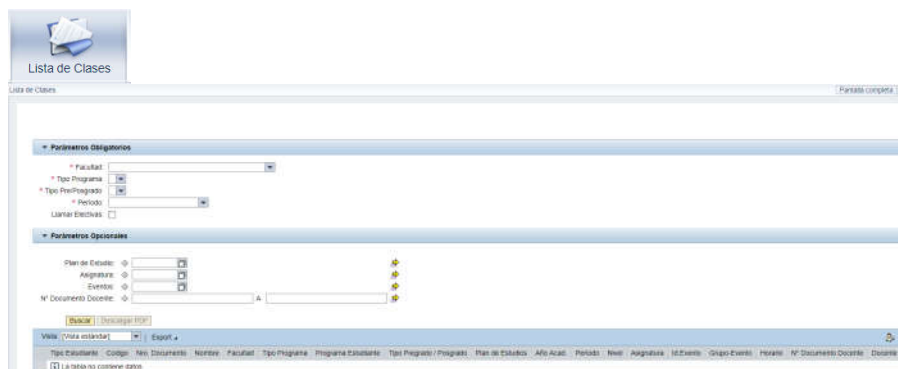 Lista de Clases
Lista de Clases Pantalla completa
Parámetros Obligatorios
* Facultad:
* Tipo Programa
* Tipo Pre/Posgrado
* Periodo:
Llamar Electivas:
Parámetros Opcionales
Plan de Estudio:
Asignatura:
Eventos:
N° Documento Docente: A
Buscar Descargar PDF
Vista: [Vista estándar] Export
Tipo Estudiante Codigo Nro Documento Nombre Facultad Tipo Programa Programa Estudiante Tipo Pregrado / Posgrado Plan de Estudios Año Acad. Periodo Nivel Asignatura Id.Evento Grupo Evento Horario N° Documento Docente Docente
La tabla no contiene datos